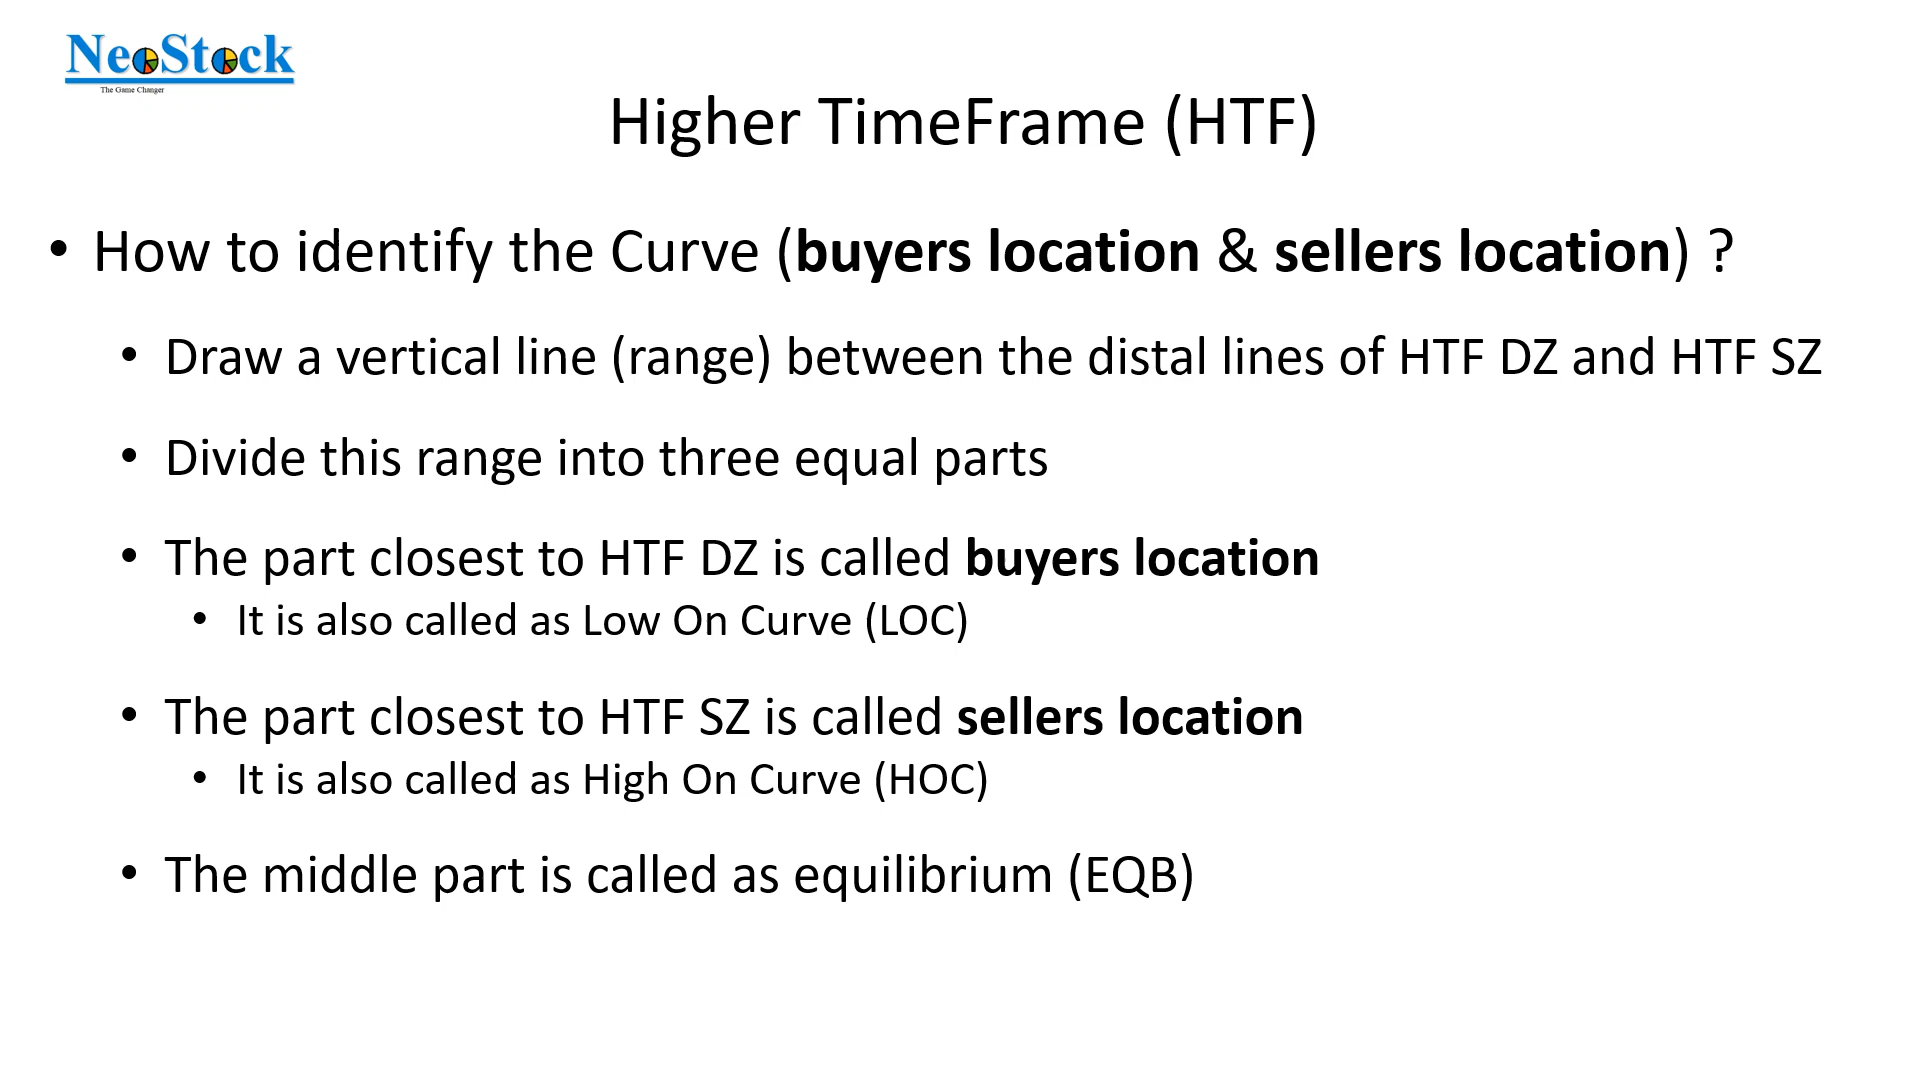 NeoStock
The Game Changer
Higher TimeFrame (HTF)
• How to identify the Curve (buyers location & sellers location) ?
• Draw a vertical line (range) between the distal lines of HTF DZ and HTF SZ
• Divide this range into three equal parts
• The part closest to HTF DZ is called buyers location
• It is also called as Low On Curve (LOC)
• The part closest to HTF SZ is called sellers location
• It is also called as High On Curve (HOC)
• The middle part is called as equilibrium (EQB)